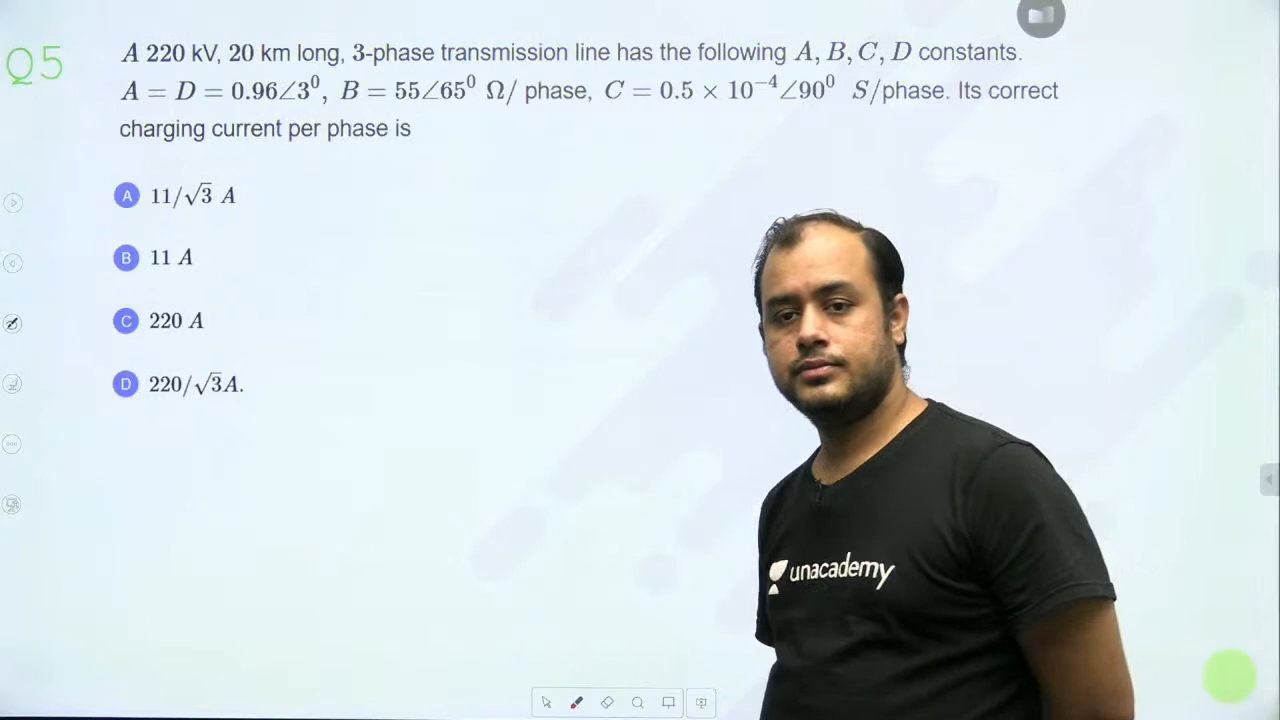 Q5
A 220 kV, 20 km long, 3-phase transmission line has the following A, B, C, D constants.
A = D = 0.96∠3⁰, B = 55∠65⁰ Ω/ phase, C = 0.5 × 10⁻⁴∠90⁰ S/phase. Its correct
charging current per phase is
A 11/√3 A
B 11 A
C 220 A
D 220/√3A.
unacademy